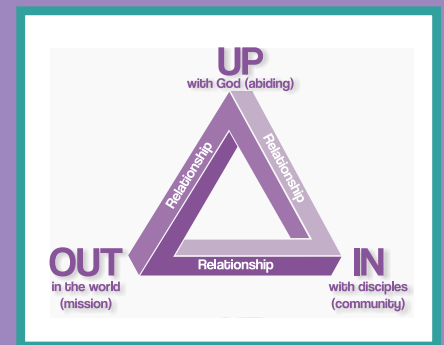 UP
with God (abiding)
Relationship
Relationship
Relationship
OUT
in the world
(mission)
IN
with disciples
(community)